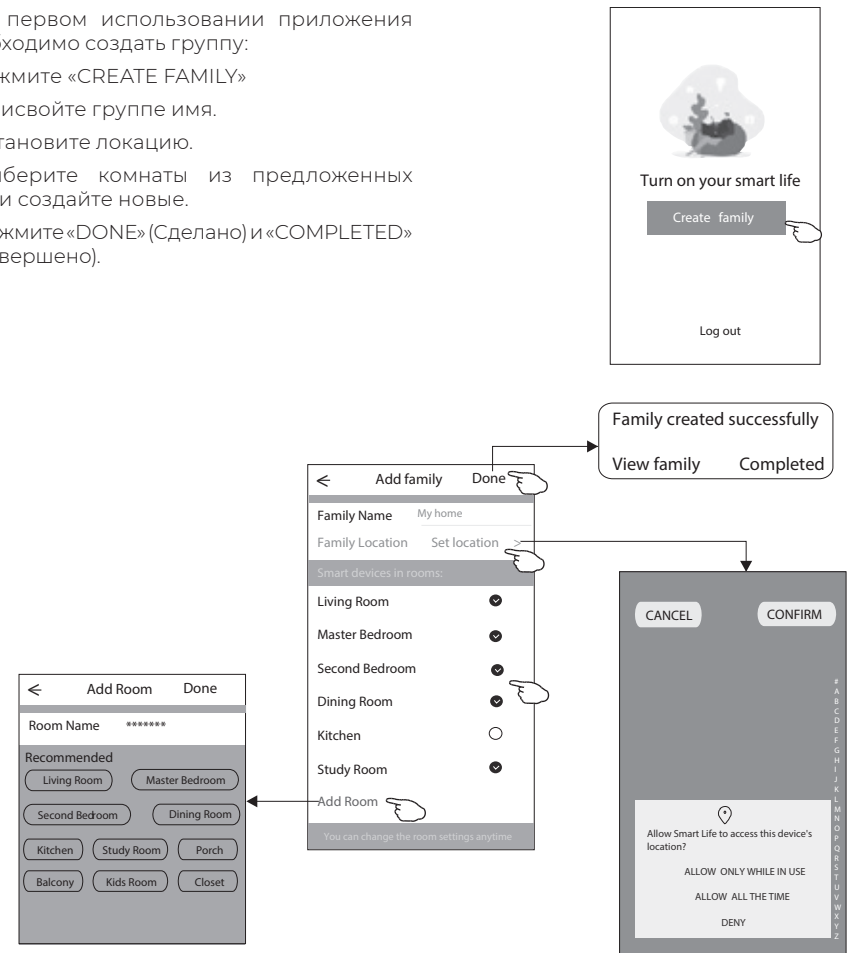 первом использовании приложения
ходимо создать группу:
жмите «CREATE FAMILY»
исвойте группе имя.
тановите локацию.
берите комнаты из предложенных
и создайте новые.
жмите «DONE» (Сделано) и «COMPLETED»
вершено).
Turn on your smart life
Create family
Log out
Family created successfully
View family Completed
Add family Done
Family Name My home
Family Location Set location >
Smart devices in rooms:
Living Room
Master Bedroom
Second Bedroom
Dining Room
Kitchen
Study Room
Add Room
You can change the room settings anytime
Add Room Done
Room Name *******
Recommended
Living Room Master Bedroom
Second Bedroom Dining Room
Kitchen Study Room Porch
Balcony Kids Room Closet
CANCEL CONFIRM
#
A
B
C
D
E
F
G
H
I
J
K
L
M
N
O
P
Q
R
S
T
U
V
W
X
Y
Z
Allow Smart Life to access this device's
location?
ALLOW ONLY WHILE IN USE
ALLOW ALL THE TIME
DENY